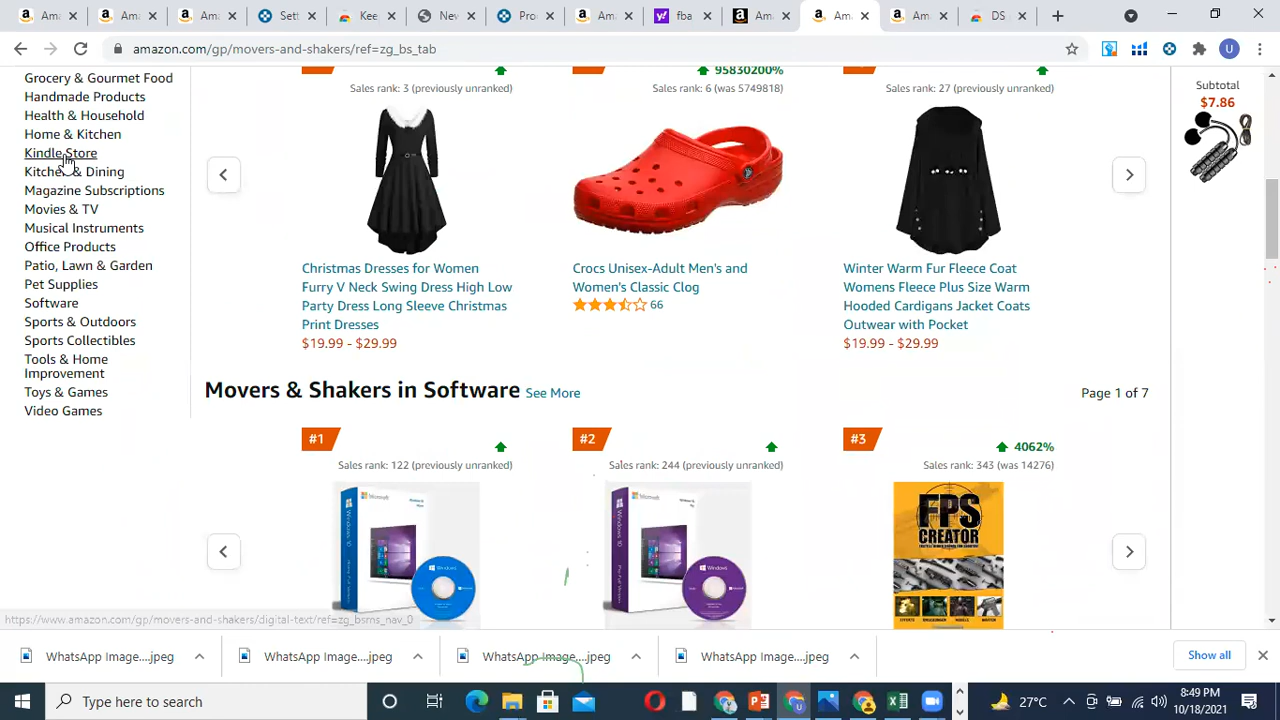 Am
Am
Am
Sett
Kee
Nev
Pro
Am
fba
Am
Am
Am
DS
amazon.com/gp/movers-and-shakers/ref=zg_bs_tab
U
Grocery & Gourmet Food
Handmade Products
Health & Household
Home & Kitchen
Kindle Store
Kitchen & Dining
Magazine Subscriptions
Movies & TV
Musical Instruments
Office Products
Patio, Lawn & Garden
Pet Supplies
Software
Sports & Outdoors
Sports Collectibles
Tools & Home
Improvement
Toys & Games
Video Games
Sales rank: 3 (previously unranked)
Christmas Dresses for Women
Furry V Neck Swing Dress High Low
Party Dress Long Sleeve Christmas
Print Dresses
$19.99 - $29.99
95830200%
Sales rank: 6 (was 5749818)
Crocs Unisex-Adult Men's and
Women's Classic Clog
66
Sales rank: 27 (previously unranked)
Winter Warm Fur Fleece Coat
Womens Fleece Plus Size Warm
Hooded Cardigans Jacket Coats
Outwear with Pocket
$19.99 - $29.99
Subtotal
$7.86
Movers & Shakers in Software See More
Page 1 of 7
#1
Sales rank: 122 (previously unranked)
Microsoft
Windows
#2
Sales rank: 244 (previously unranked)
Microsoft
Windows 10
Windows
#3
4062%
Sales rank: 343 (was 14276)
FPS
CREATOR
https://www.amazon.com/gp/movers-and-shakers/digital-text/ref=zg_bsms_nav_0
WhatsApp Image....jpeg
WhatsApp Image....jpeg
WhatsApp Image....jpeg
WhatsApp Image....jpeg
Show all
Type here to search
27°C
8:49 PM
10/18/2021